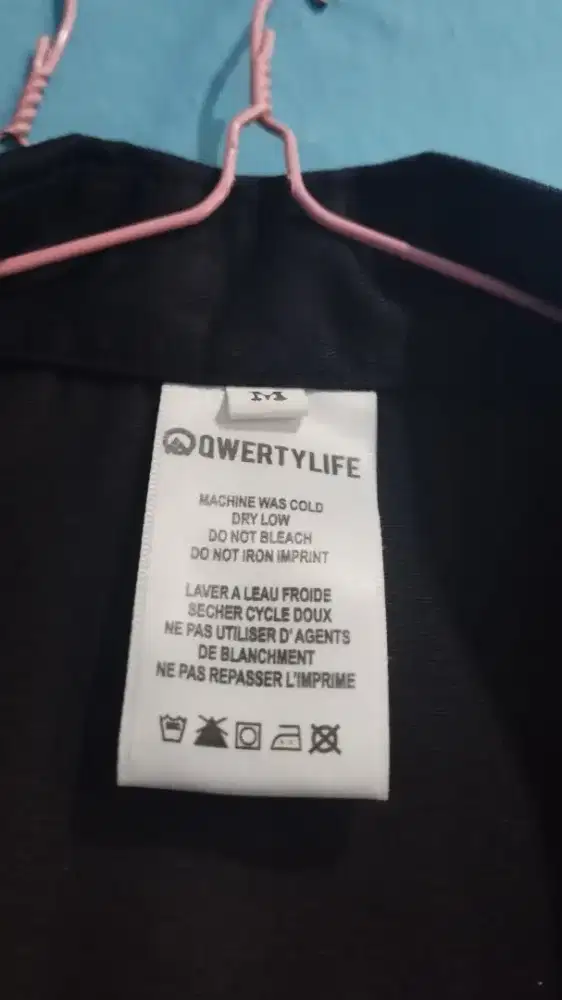 M
QWERTYLIFE
MACHINE WAS COLD
DRY LOW
DO NOT BLEACH
DO NOT IRON IMPRINT
LAVER A LEAU FROIDE
SECHER CYCLE DOUX
NE PAS UTILISER D'AGENTS
DE BLANCHMENT
NE PAS REPASSER L'IMPRIME